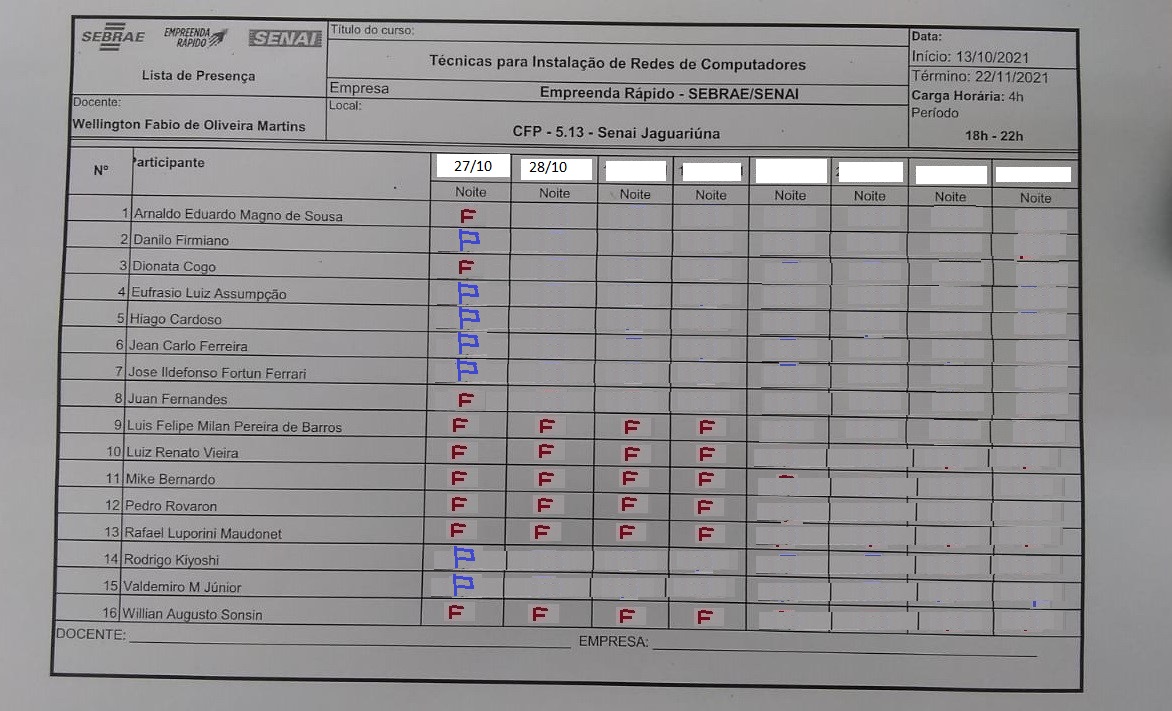 SEBRAE EMPREENDA RÁPIDO SENAI
Lista de Presença
Docente:
Wellington Fabio de Oliveira Martins
Título do curso:
Técnicas para Instalação de Redes de Computadores
Empresa Empreenda Rápido - SEBRAE/SENAI
Local:
CFP - 5.13 - Senai Jaguariúna
Data:
Início: 13/10/2021
Término: 22/11/2021
Carga Horária: 4h
Período
18h - 22h
Nº Participante 27/10 28/10
Noite Noite Noite Noite Noite Noite Noite Noite
1 Arnaldo Eduardo Magno de Sousa F
2 Danilo Firmiano P
3 Dionata Cogo F
4 Eufrasio Luiz Assumpção P
5 Hiago Cardoso P
6 Jean Carlo Ferreira P
7 Jose Ildefonso Fortun Ferrari P
8 Juan Fernandes F
9 Luis Felipe Milan Pereira de Barros F F F F
10 Luiz Renato Vieira F F F F
11 Mike Bernardo F F F F
12 Pedro Rovaron F F F F
13 Rafael Luporini Maudonet F F F F
14 Rodrigo Kiyoshi P
15 Valdemiro M Júnior P
16 Willian Augusto Sonsin F F F F
DOCENTE: EMPRESA: